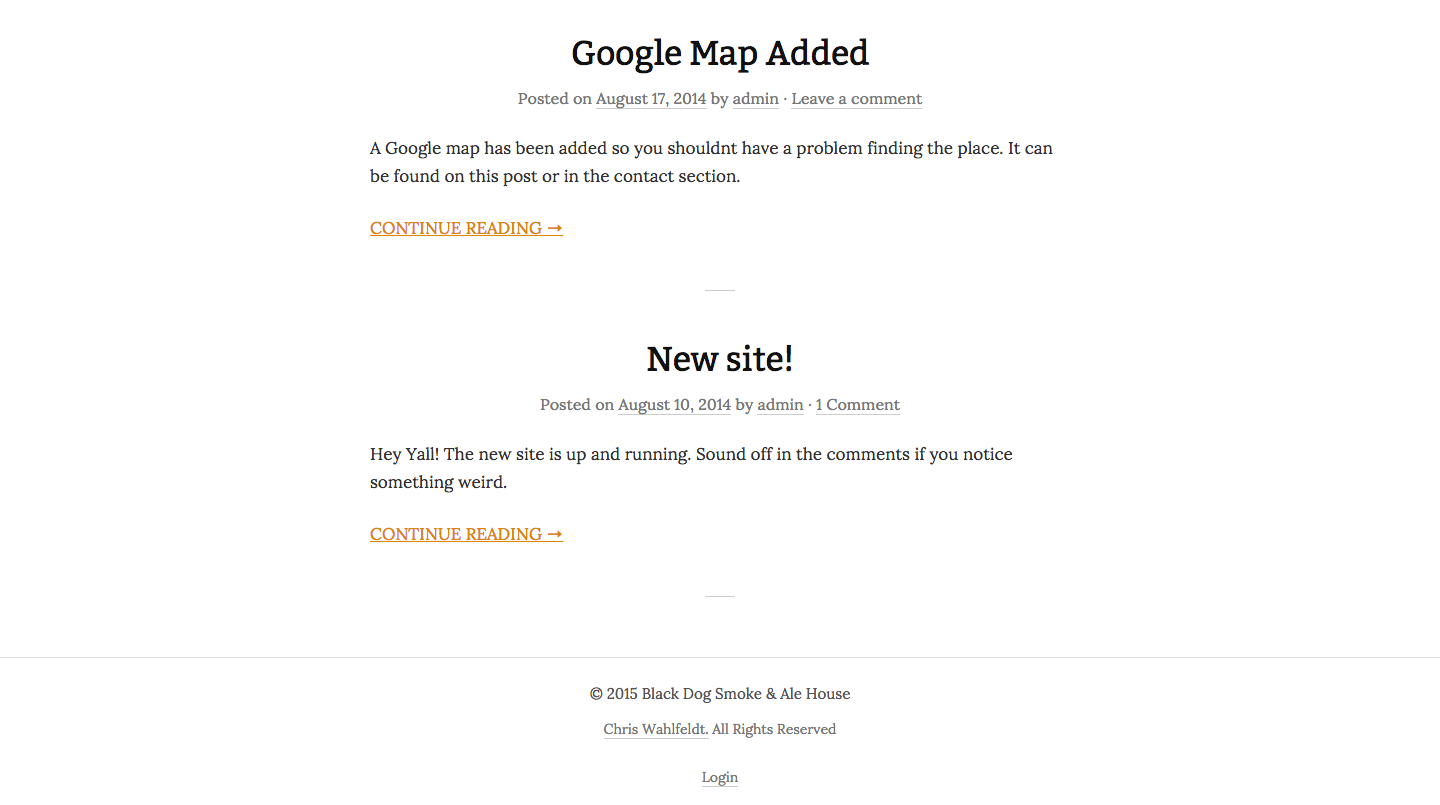 Google Map Added
Posted on August 17, 2014 by admin · Leave a comment
A Google map has been added so you shouldnt have a problem finding the place. It can
be found on this post or in the contact section.
CONTINUE READING →
New site!
Posted on August 10, 2014 by admin · 1 Comment
Hey Yall! The new site is up and running. Sound off in the comments if you notice
something weird.
CONTINUE READING →
© 2015 Black Dog Smoke & Ale House
Chris Wahlfeldt. All Rights Reserved
Login